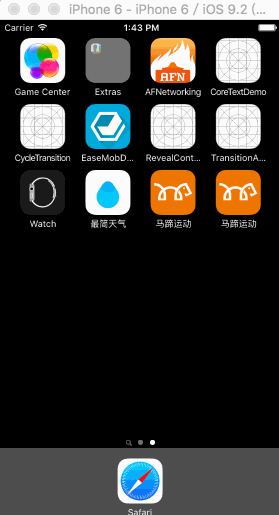 iPhone 6 - iPhone 6 / iOS 9.2 (...
Carrier 1:43 PM
Game Center Extras AFNetworking CoreTextDemo
AFN
CycleTransition EaseMobD... RevealCont... TransitionA...
Watch 最简天气 马蹄运动 马蹄运动
Safari